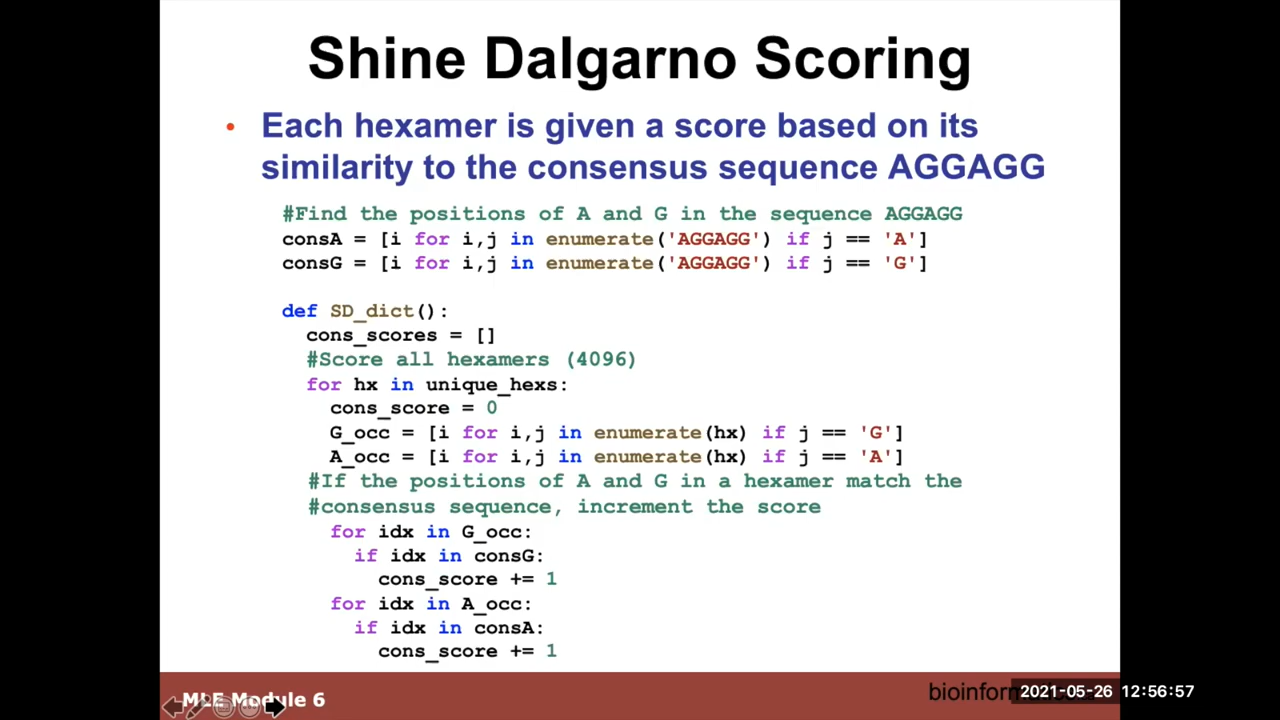 Shine Dalgarno Scoring
• Each hexamer is given a score based on its
similarity to the consensus sequence AGGAGG
#Find the positions of A and G in the sequence AGGAGG
consA = [i for i,j in enumerate('AGGAGG') if j == 'A']
consG = [i for i,j in enumerate('AGGAGG') if j == 'G']
def SD_dict():
cons_scores = []
#Score all hexamers (4096)
for hx in unique_hexs:
cons_score = 0
G_occ = [i for i,j in enumerate(hx) if j == 'G']
A_occ = [i for i,j in enumerate(hx) if j == 'A']
#If the positions of A and G in a hexamer match the
#consensus sequence, increment the score
for idx in G_occ:
if idx in consG:
cons_score += 1
for idx in A_occ:
if idx in consA:
cons_score += 1
MLE Module 6
2021-05-26 12:56:57